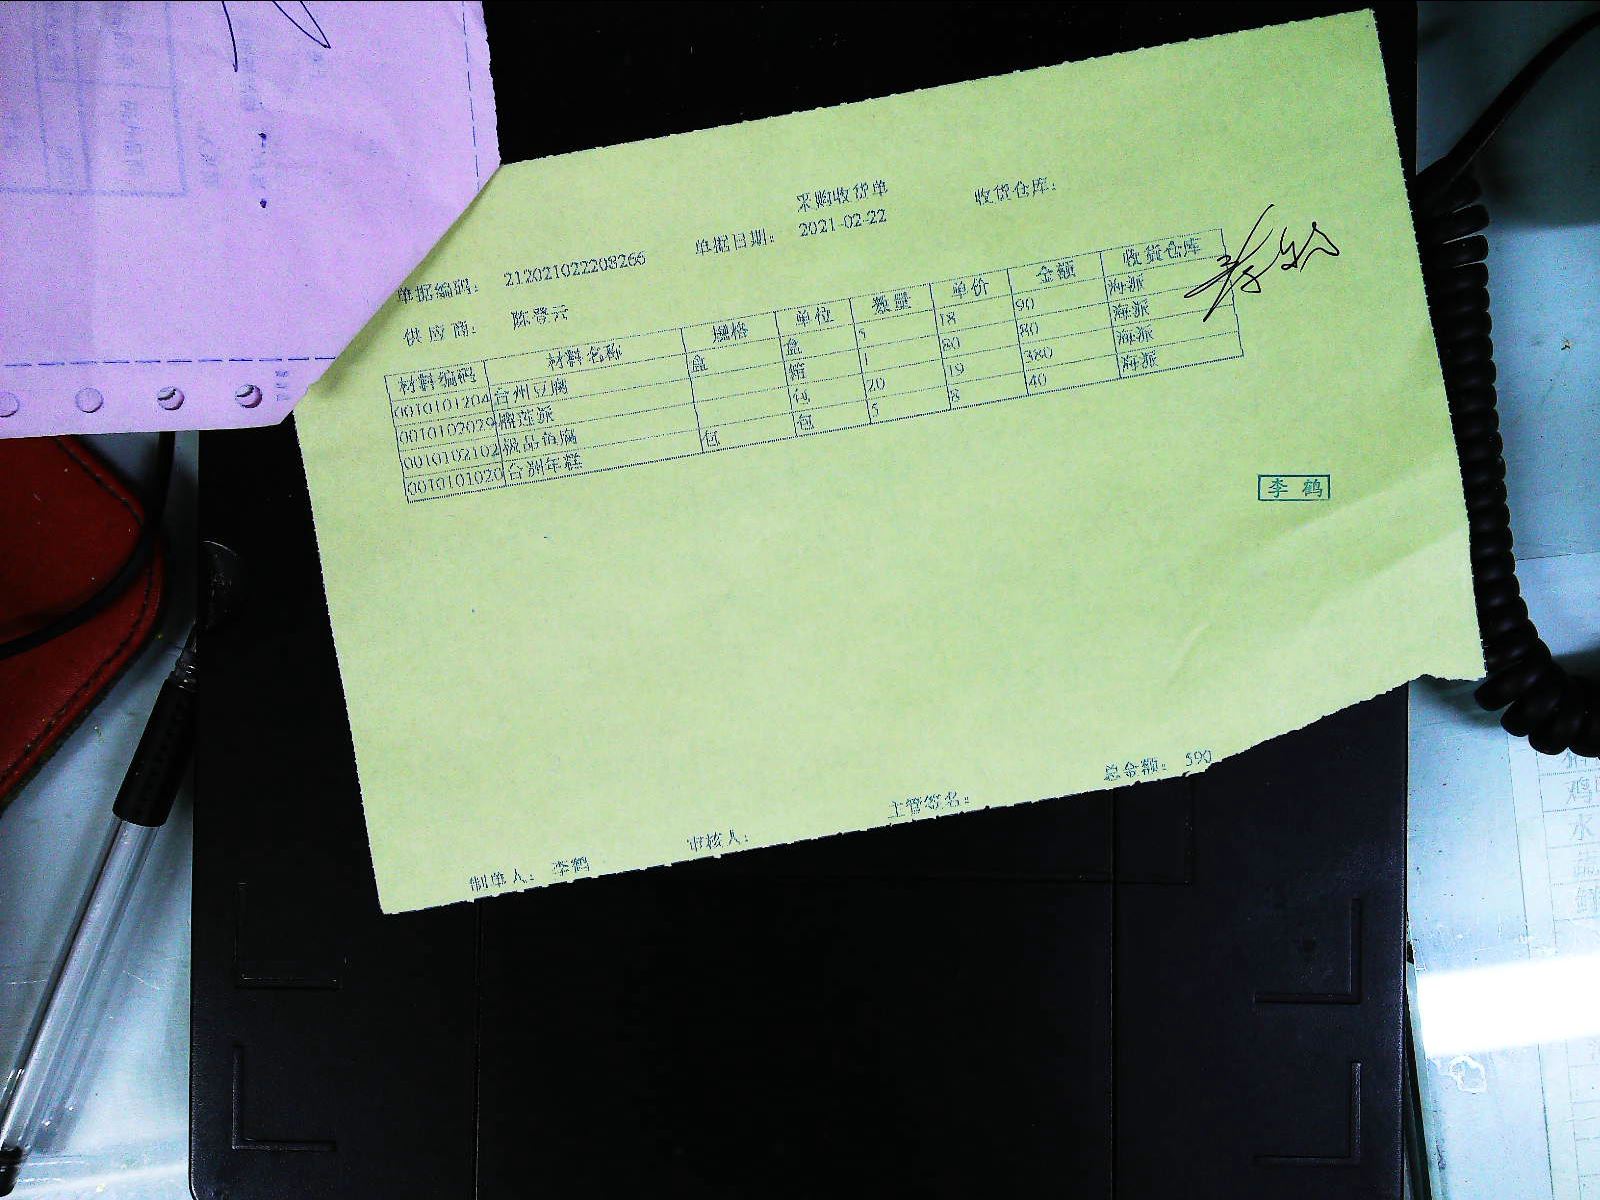 采购收货单
收货仓库:
单据编码: 212021022208266 单据日期: 2021-02-22
供应商: 陈登云
材料编码 材料名称 规格 单位 数量 单价 金额 收货仓库
0010101204 台州豆腐 盒 盒 5 18 90 海派
0010102029 榴莲派 箱 1 80 80 海派
0010102102 极品鱼腐 包 20 19 380 海派
0010101020 台州年糕 包 包 5 8 40 海派
李鹤
总金额: 590
制单人: 李鹤 审核人: 主管签名:
鸡
水